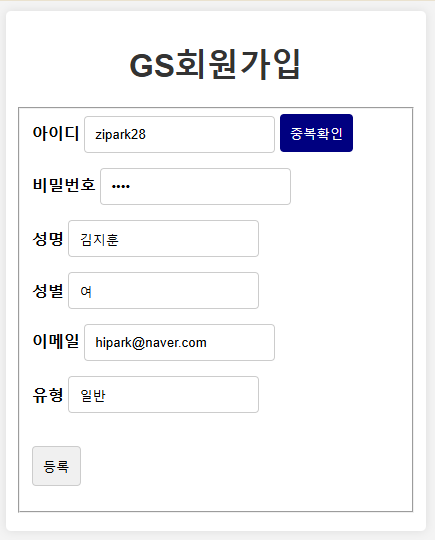 GS회원가입
아이디 zipark28 중복확인
비밀번호 ••••
성명 김지훈
성별 여
이메일 hipark@naver.com
유형 일반
등록